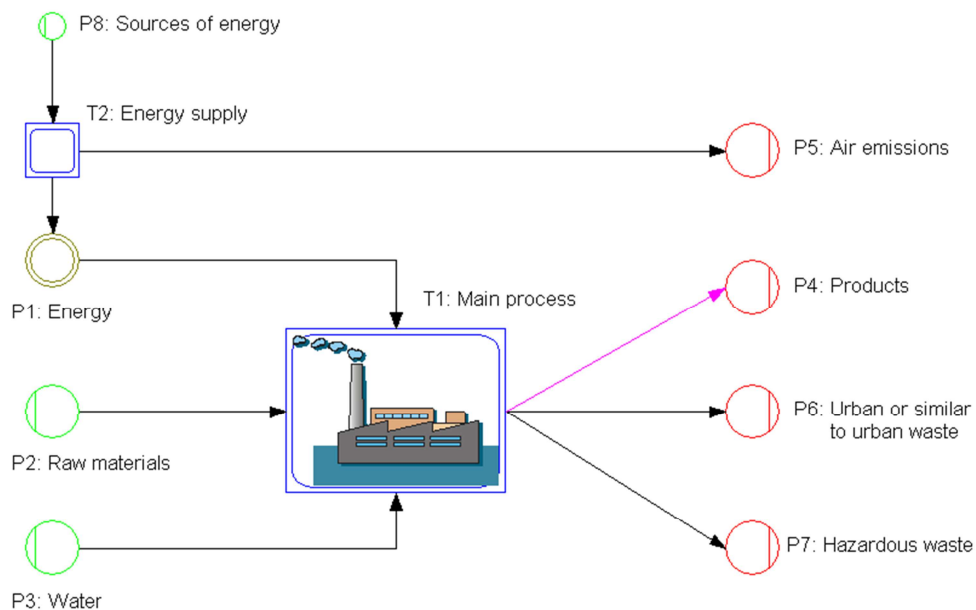 P8: Sources of energy
T2: Energy supply
P5: Air emissions
P1: Energy
T1: Main process
P4: Products
P2: Raw materials
P6: Urban or similar
to urban waste
P3: Water
P7: Hazardous waste